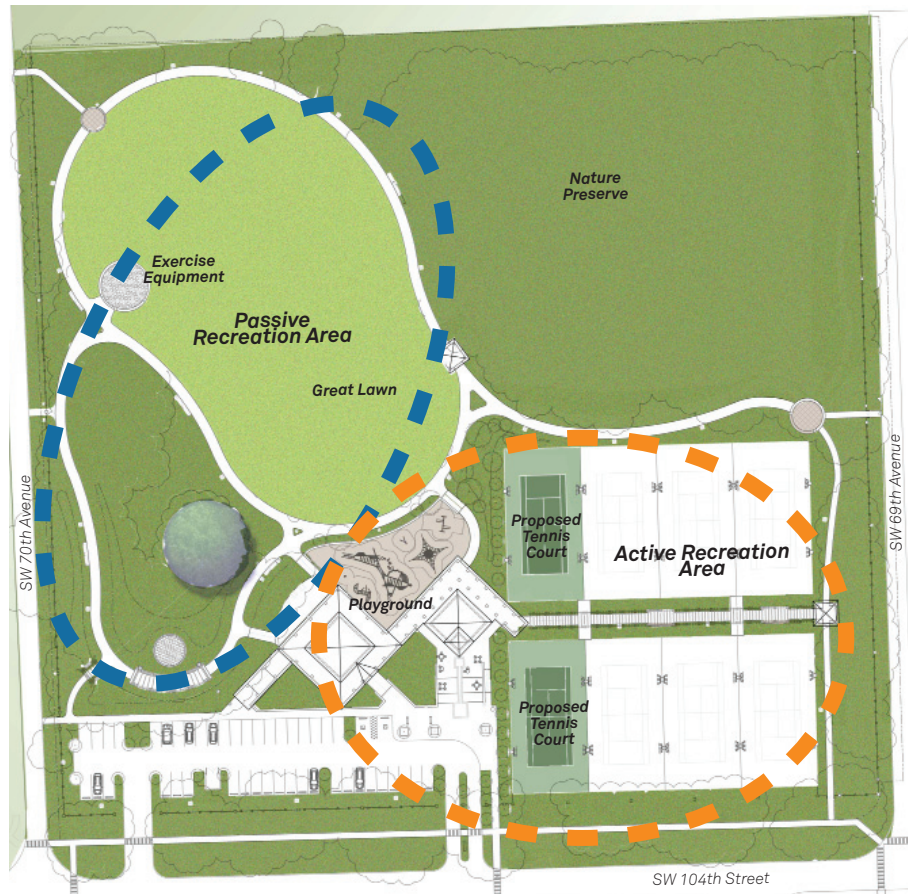 Nature
Preserve
Exercise
Equipment
Passive
Recreation Area
Great Lawn
SW 70th Avenue
SW 69th Avenue
Proposed
Tennis
Court
Active Recreation
Area
Playground
Proposed
Tennis
Court
SW 104th Street